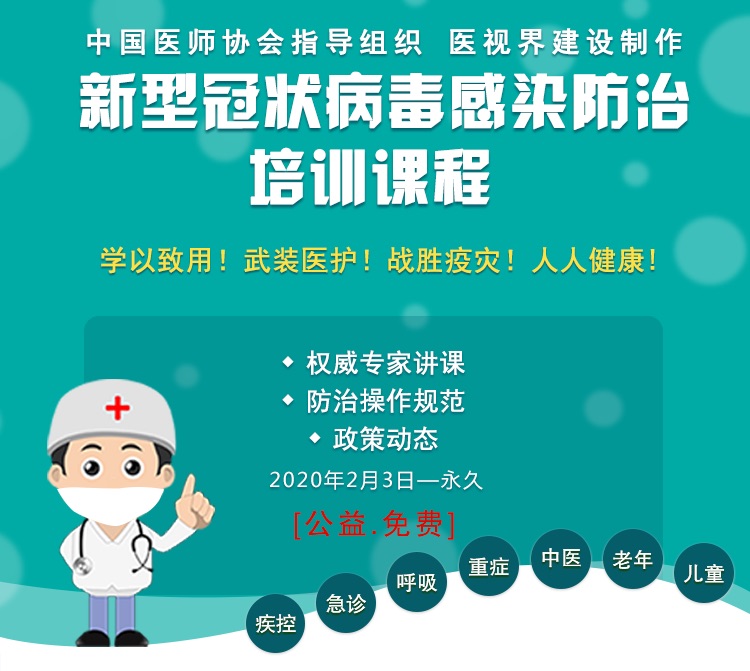 中国医师协会指导组织 医视界建设制作
新型冠状病毒感染防治
培训课程
学以致用！武装医护！战胜疫灾！人人健康！
◆ 权威专家讲课
◆ 防治操作规范
◆ 政策动态
2020年2月3日—永久
[公益.免费]
疾控
急诊
呼吸
重症
中医
老年
儿童